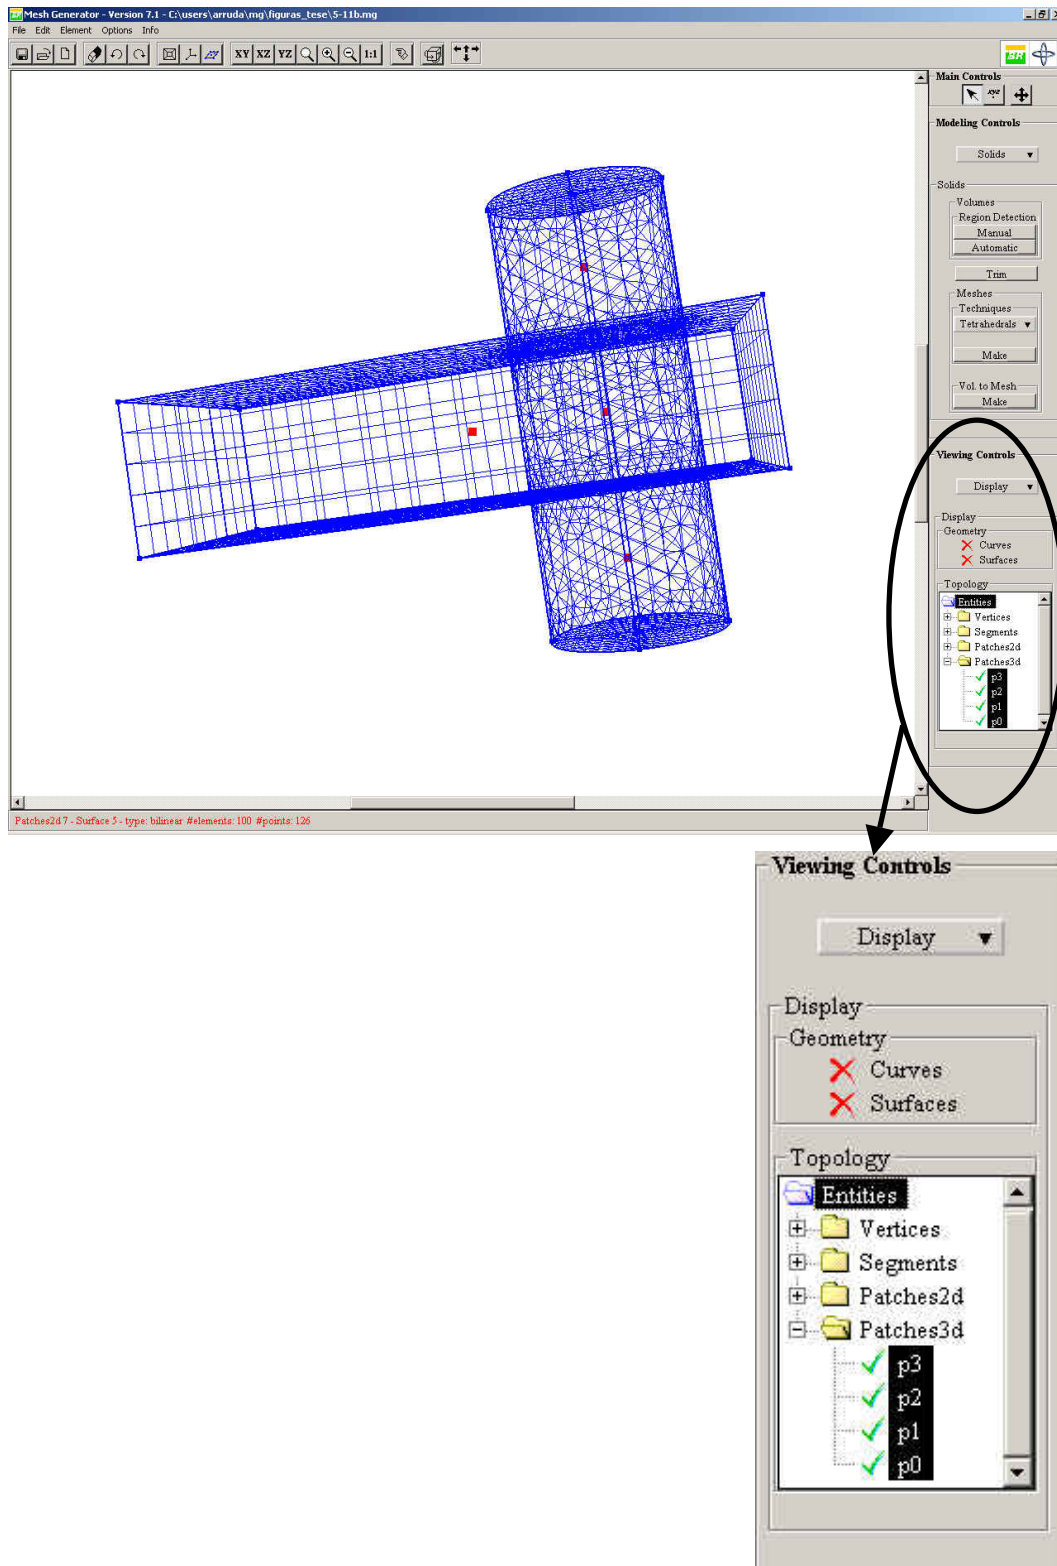 Mesh Generator - Version 7.1 - C:\users\arruda\mg\figuras_tese\5-11b.mg
File Edit Element Options Info
XY XZ YZ 1:1
BR
Main Controls
xyz
Modeling Controls
Solids
Solids
Volumes
Region Detection
Manual
Automatic
Trim
Meshes
Techniques
Tetrahedrals
Make
Vol. to Mesh
Make
Viewing Controls
Display
Display
Geometry
Curves
Surfaces
Topology
Entities
Vertices
Segments
Patches2d
Patches3d
p3
p2
p1
p0
Patches2d 7 - Surface 5 - type: bilinear #elements: 100 #points: 126
Viewing Controls
Display
Display
Geometry
Curves
Surfaces
Topology
Entities
Vertices
Segments
Patches2d
Patches3d
p3
p2
p1
p0